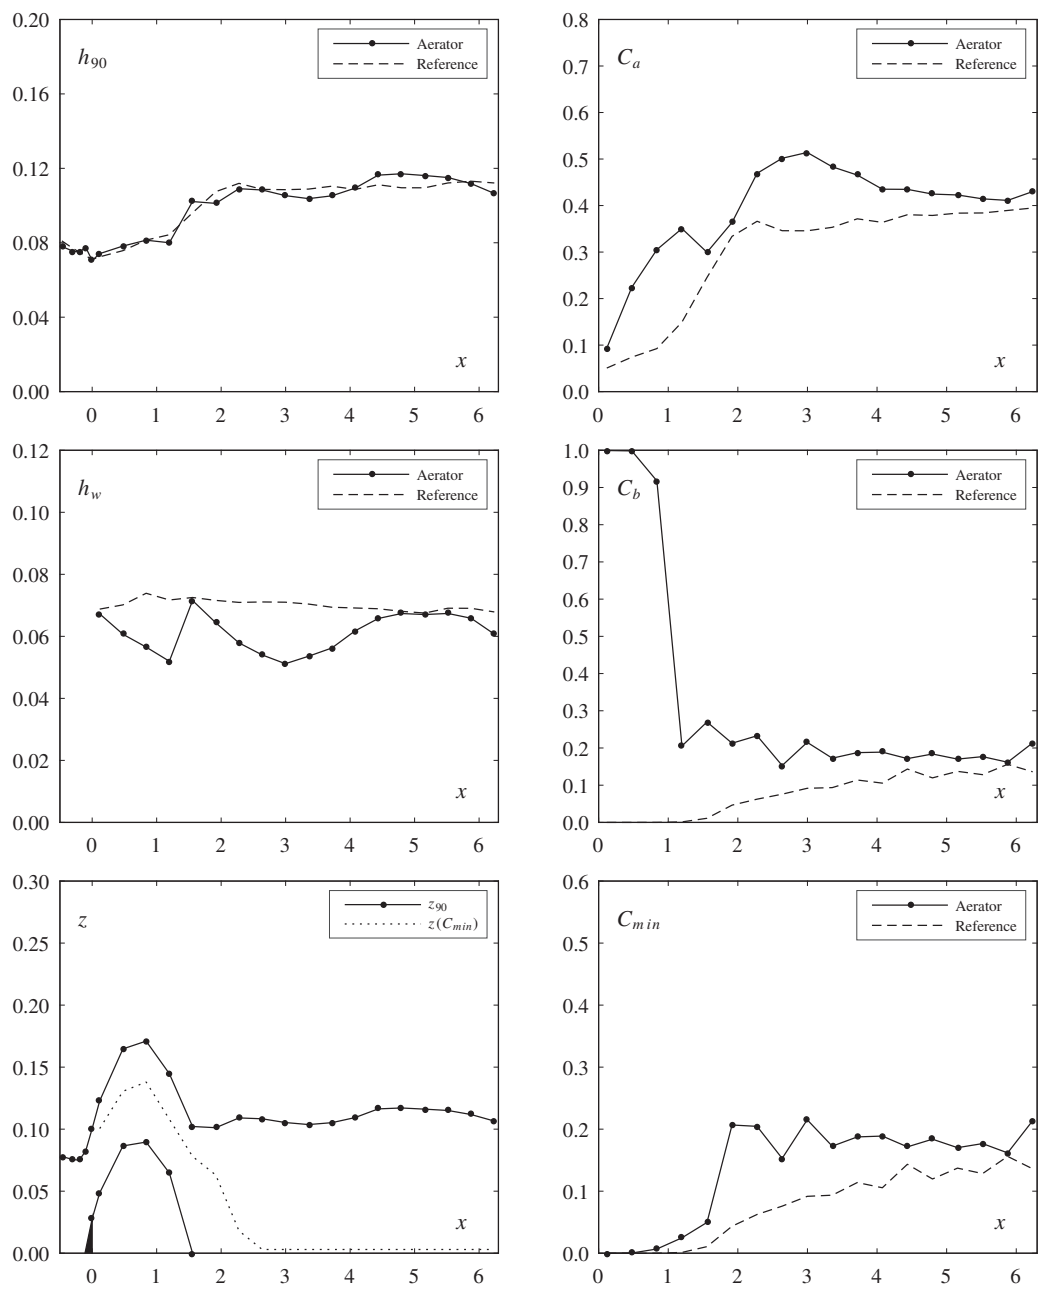 0.20
0.16
0.12
0.08
0.04
0.00
h90
Aerator
Reference
x
0 1 2 3 4 5 6
0.8
0.7
0.6
0.5
0.4
0.3
0.2
0.1
0.0
Ca
Aerator
Reference
x
0 1 2 3 4 5 6
0.12
0.10
0.08
0.06
0.04
0.02
0.00
hw
Aerator
Reference
x
0 1 2 3 4 5 6
1.0
0.9
0.8
0.7
0.6
0.5
0.4
0.3
0.2
0.1
0.0
Cb
Aerator
Reference
x
0 1 2 3 4 5 6
0.30
0.25
0.20
0.15
0.10
0.05
0.00
z
z90
z(Cmin)
x
0 1 2 3 4 5 6
0.6
0.5
0.4
0.3
0.2
0.1
0.0
Cmin
Aerator
Reference
x
0 1 2 3 4 5 6